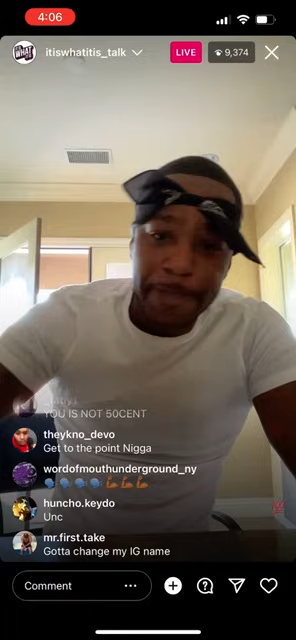 4:06
itiswhatitis_talk
LIVE
9,374
YOU IS NOT 50CENT
theykno_devo
Get to the point Nigga
wordofmouthunderground_ny
huncho.keydo
Unc
mr.first.take
Gotta change my IG name
Comment